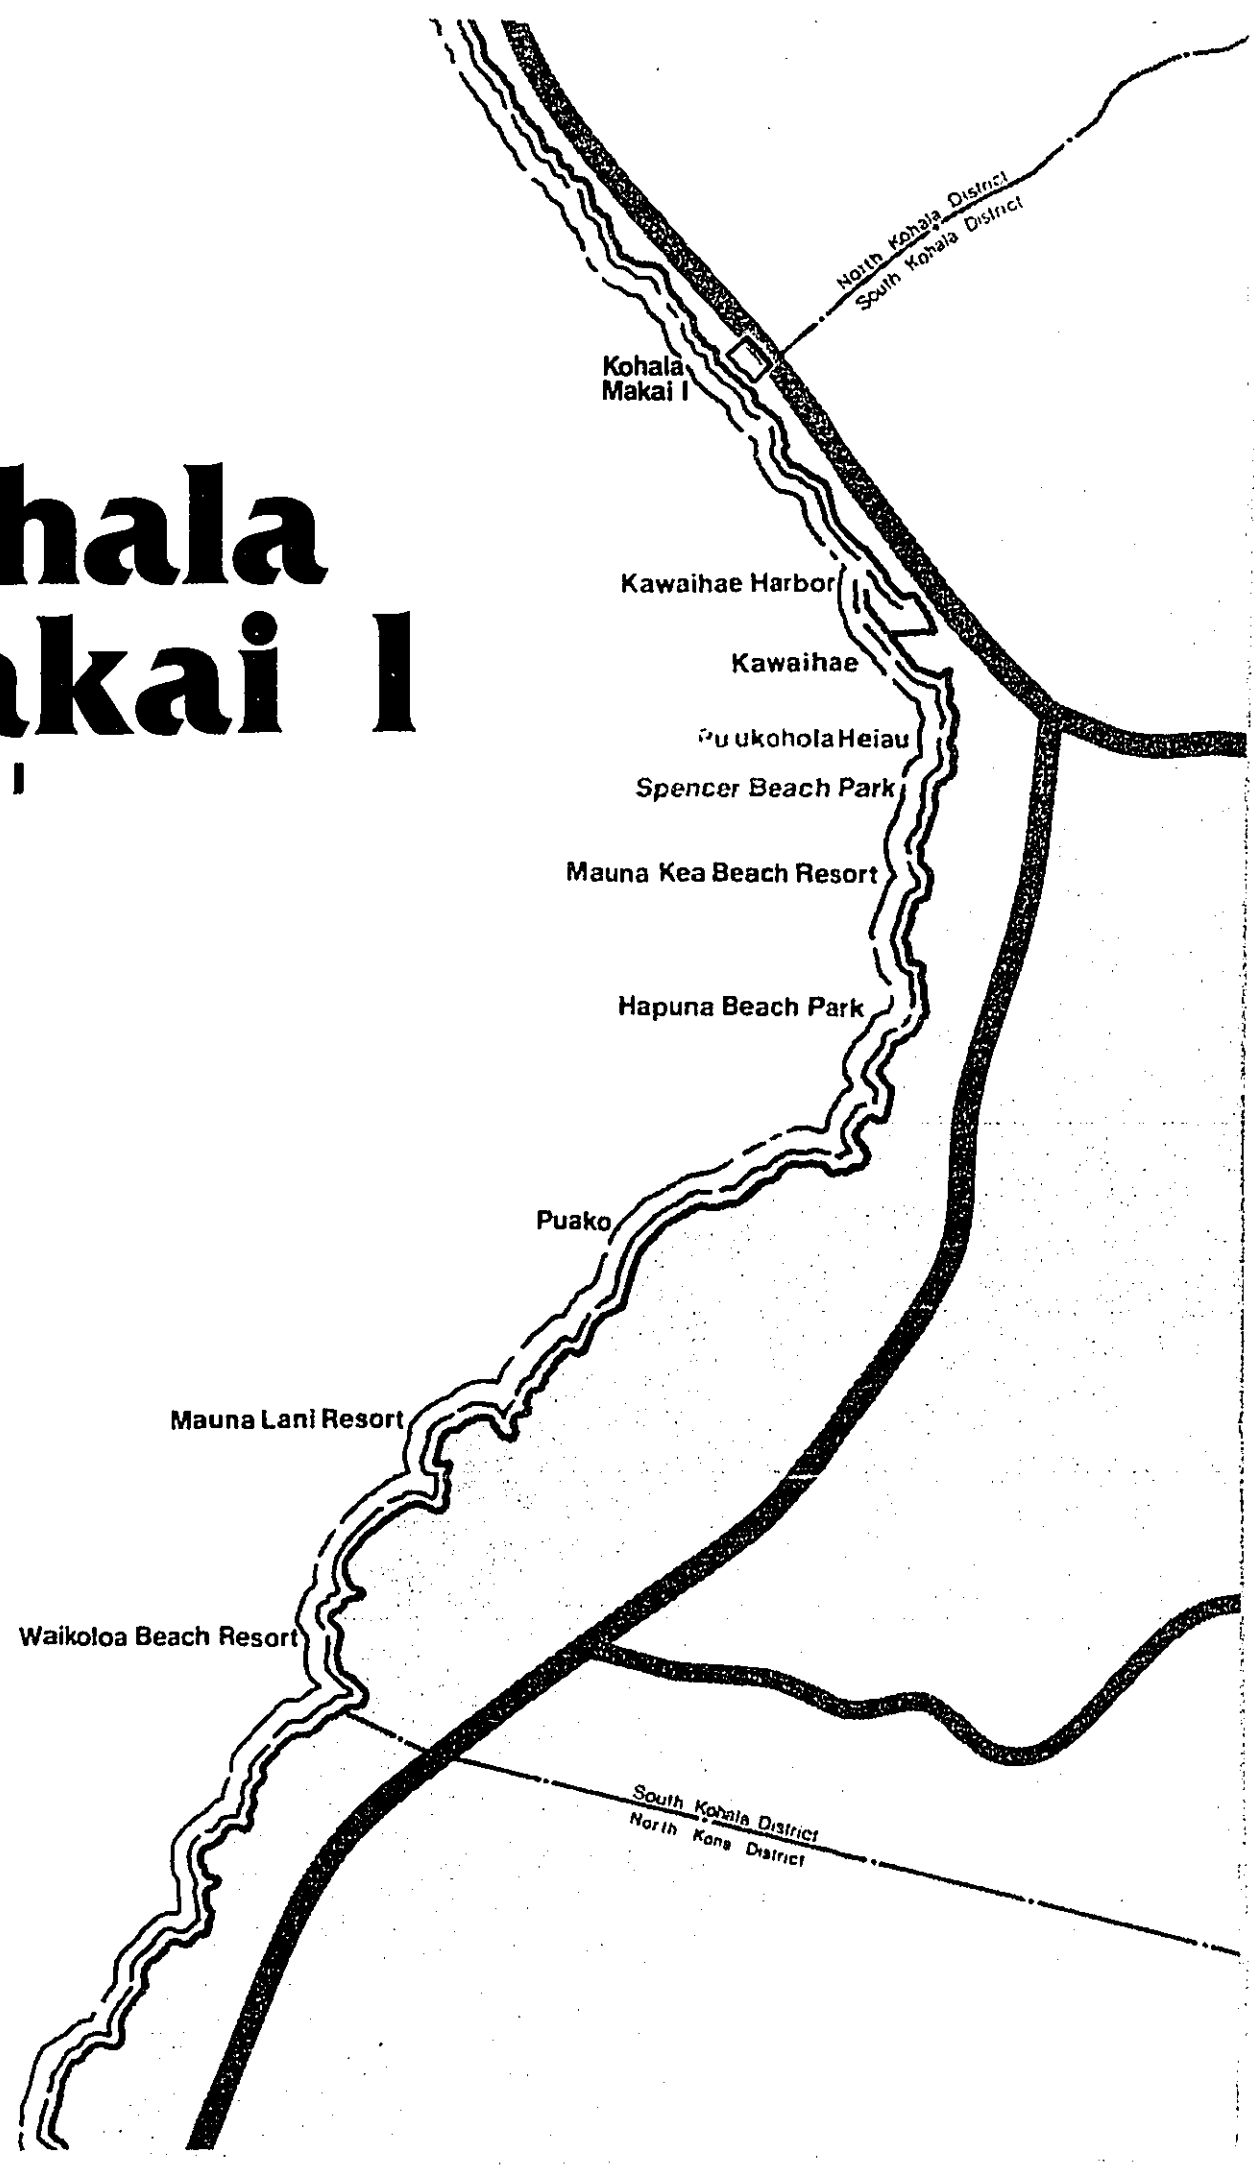 North Kohala District
South Kohala District
Kohala
Makai I
hala
akai I
I
Kawaihae Harbor
Kawaihae
Pu ukohola Heiau
Spencer Beach Park
Mauna Kea Beach Resort
Hapuna Beach Park
Puako
Mauna Lani Resort
Waikoloa Beach Resort
South Kohala District
North Kona District